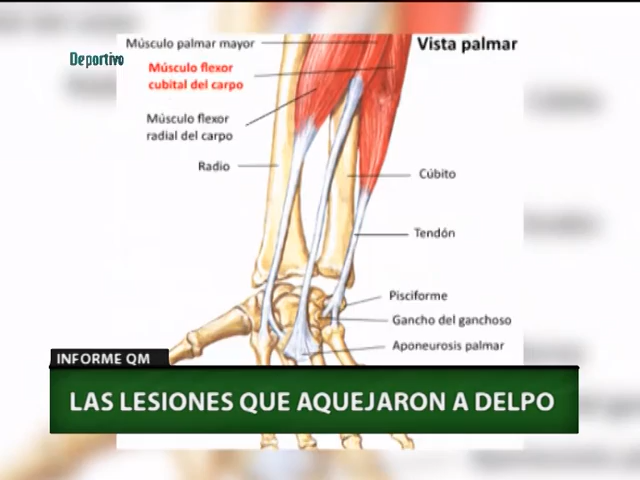 Músculo palmar mayor
Vista palmar
Deportivo
Músculo flexor
cubital del carpo
Músculo flexor
radial del carpo
Radio
Cúbito
Tendón
Pisciforme
Gancho del ganchoso
Aponeurosis palmar
INFORME QM
LAS LESIONES QUE AQUEJARON A DELPO